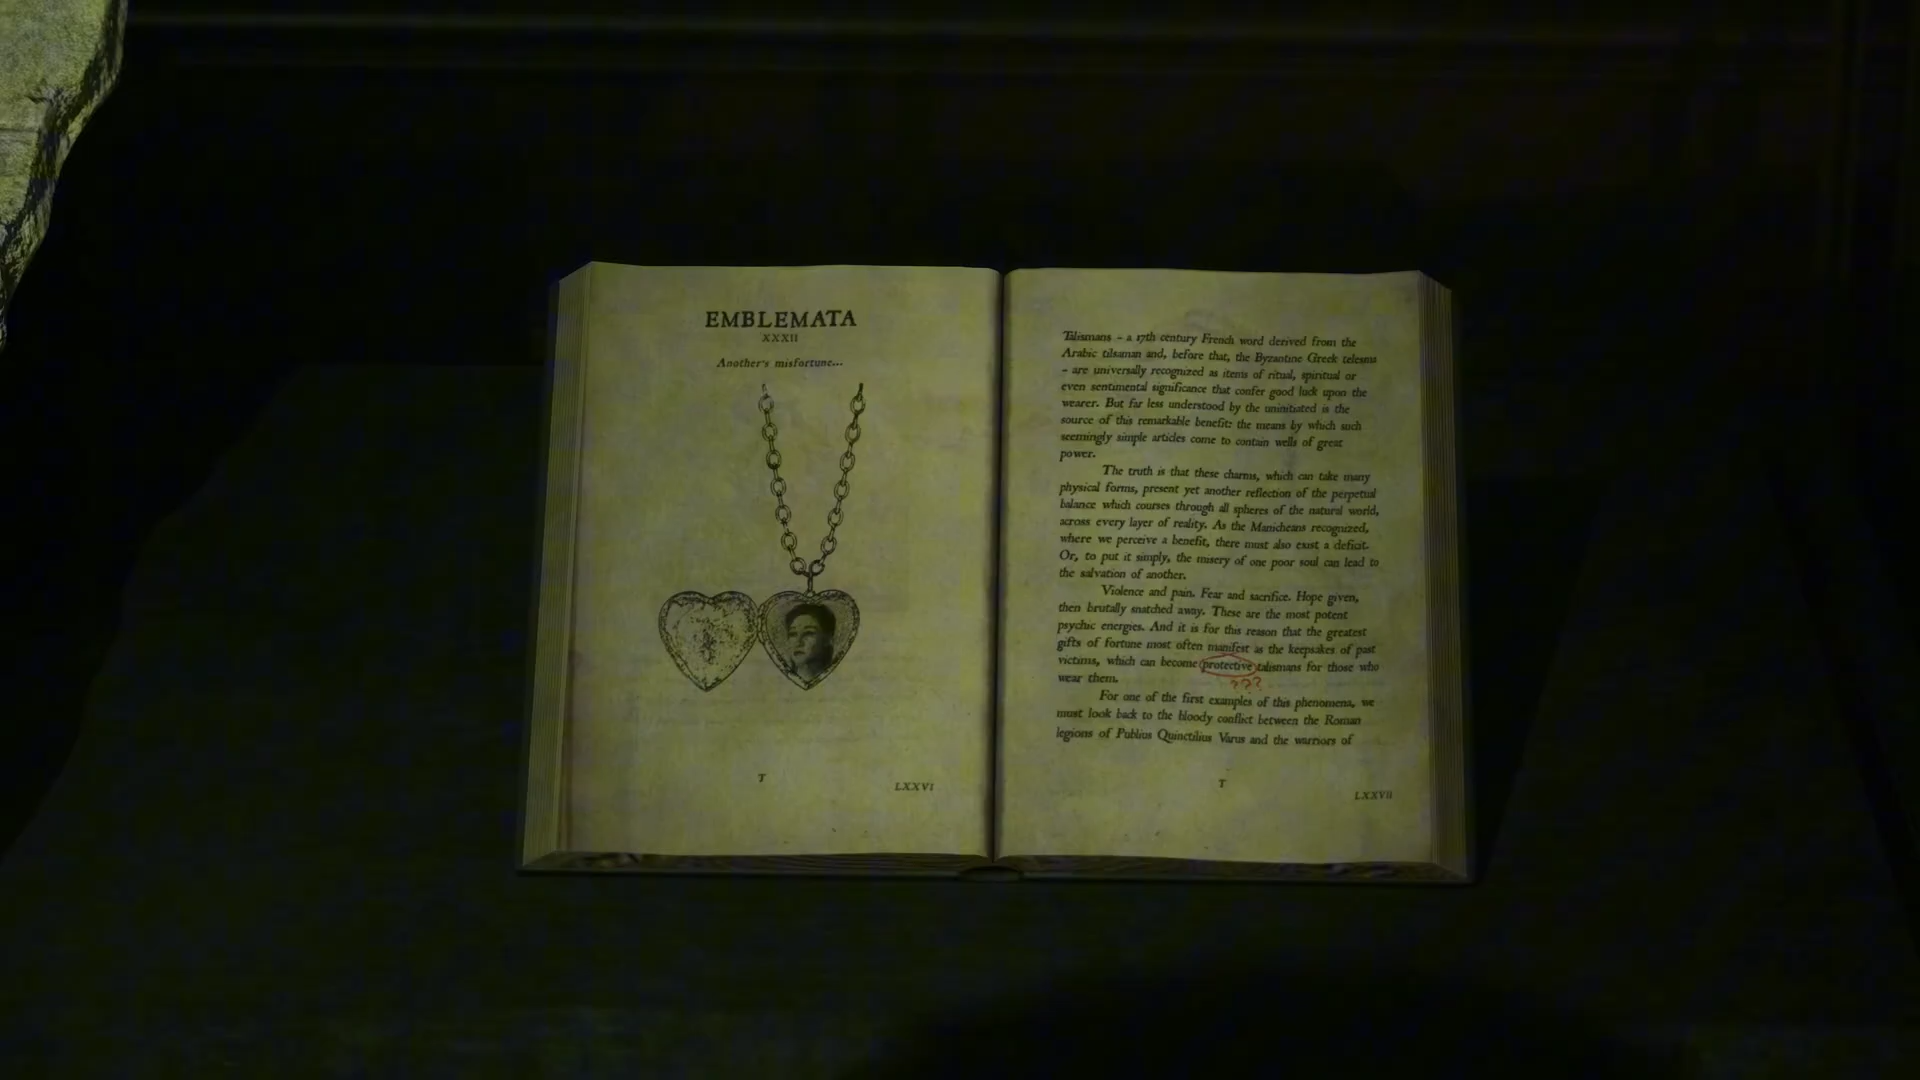 EMBLEMATA
XXXII
Another's misfortune...
T
LXXVI
Talismans - a 17th century French word derived from the
Arabic tilsaman and, before that, the Byzantine Greek telesnu
- are universally recognized as items of ritual, spiritual or
even sentimental significance that confer good luck upon the
wearer. But far less understood by the uninitiated is the
source of this remarkable benefit: the means by which such
seemingly simple articles come to contain wells of great
power.
The truth is that these charms, which can take many
physical forms, present yet another reflection of the perpetual
balance which courses through all spheres of the natural world,
across every layer of reality. As the Manicheans recognized,
where we perceive a benefit, there must also exist a deficit.
Or, to put it simply, the misery of one poor soul can lead to
the salvation of another.
Violence and pain. Fear and sacrifice. Hope given,
then brutally snatched away. These are the most potent
psychic energies. And it is for this reason that the greatest
gifts of fortune most often manifest as the keepsakes of past
victims, which can become protective talismans for those who
wear them.
???
For one of the first examples of this phenomena, we
must look back to the bloody conflict between the Roman
legions of Publius Quinctilius Varus and the warriors of
T
LXXVII